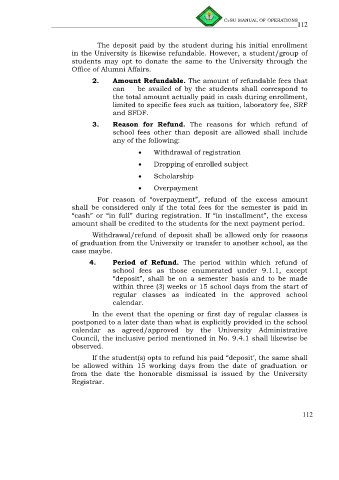 CvSU MANUAL OF OPERATIONS 112
The deposit paid by the student during his initial enrollment
in the University is likewise refundable. However, a student/group of
students may opt to donate the same to the University through the
Office of Alumni Affairs.
2. Amount Refundable. The amount of refundable fees that
can be availed of by the students shall correspond to
the total amount actually paid in cash during enrollment,
limited to specific fees such as tuition, laboratory fee, SRF
and SFDF.
3. Reason for Refund. The reasons for which refund of
school fees other than deposit are allowed shall include
any of the following:
• Withdrawal of registration
• Dropping of enrolled subject
• Scholarship
• Overpayment
For reason of “overpayment”, refund of the excess amount
shall be considered only if the total fees for the semester is paid in
“cash” or “in full” during registration. If “in installment”, the excess
amount shall be credited to the students for the next payment period.
Withdrawal/refund of deposit shall be allowed only for reasons
of graduation from the University or transfer to another school, as the
case maybe.
4. Period of Refund. The period within which refund of
school fees as those enumerated under 9.1.1, except
“deposit”, shall be on a semester basis and to be made
within three (3) weeks or 15 school days from the start of
regular classes as indicated in the approved school
calendar.
In the event that the opening or first day of regular classes is
postponed to a later date than what is explicitly provided in the school
calendar as agreed/approved by the University Administrative
Council, the inclusive period mentioned in No. 9.4.1 shall likewise be
observed.
If the student(s) opts to refund his paid “deposit’, the same shall
be allowed within 15 working days from the date of graduation or
from the date the honorable dismissal is issued by the University
Registrar.
112